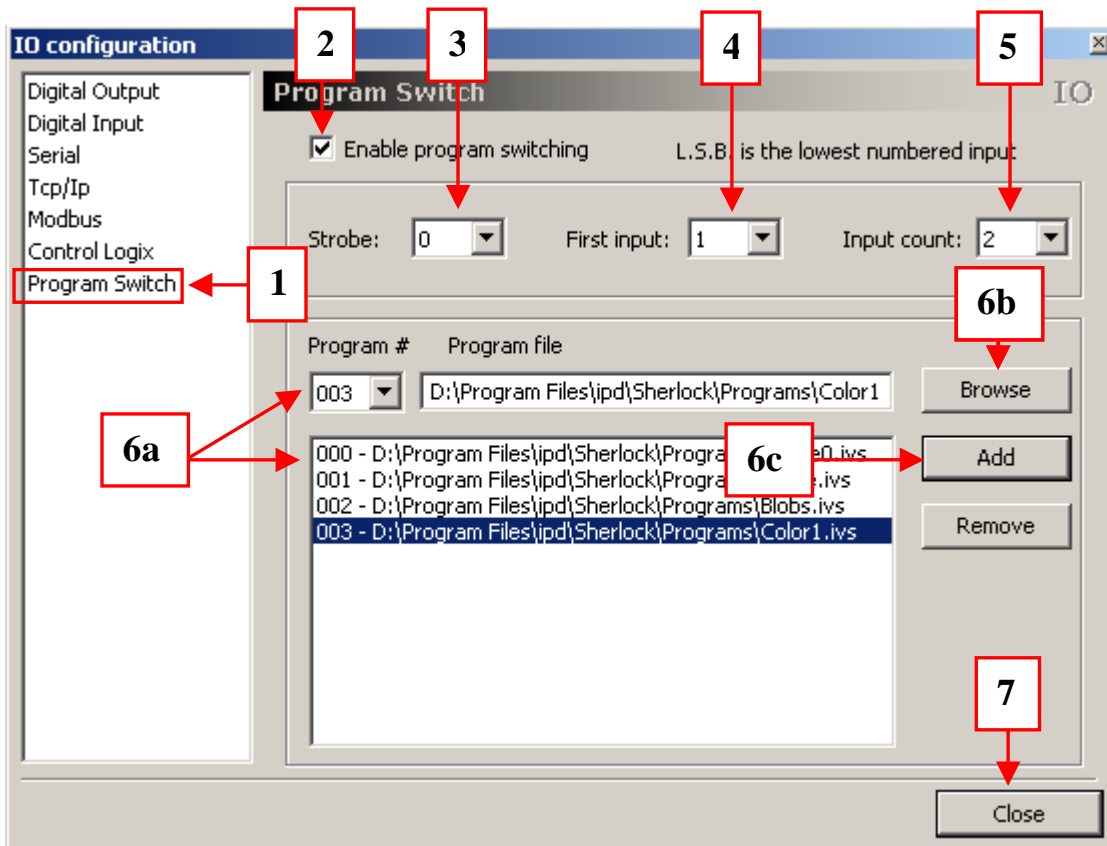 2
3
4
5
IO configuration
Digital Output
Digital Input
Serial
Tcp/Ip
Modbus
Control Logix
Program Switch
1
Program Switch
IO
Enable program switching
L.S.B. is the lowest numbered input
Strobe: 0
First input: 1
Input count: 2
6b
Program # Program file
003 D:\Program Files\ipd\Sherlock\Programs\Color1
Browse
6a
000 - D:\Program Files\ipd\Sherlock\Progra
001 - D:\Program Files\ipd\Sherlock\Progra
002 - D:\Program Files\ipd\Sherlock\Programs\Blobs.ivs
003 - D:\Program Files\ipd\Sherlock\Programs\Color1.ivs
6c
Add
Remove
7
Close